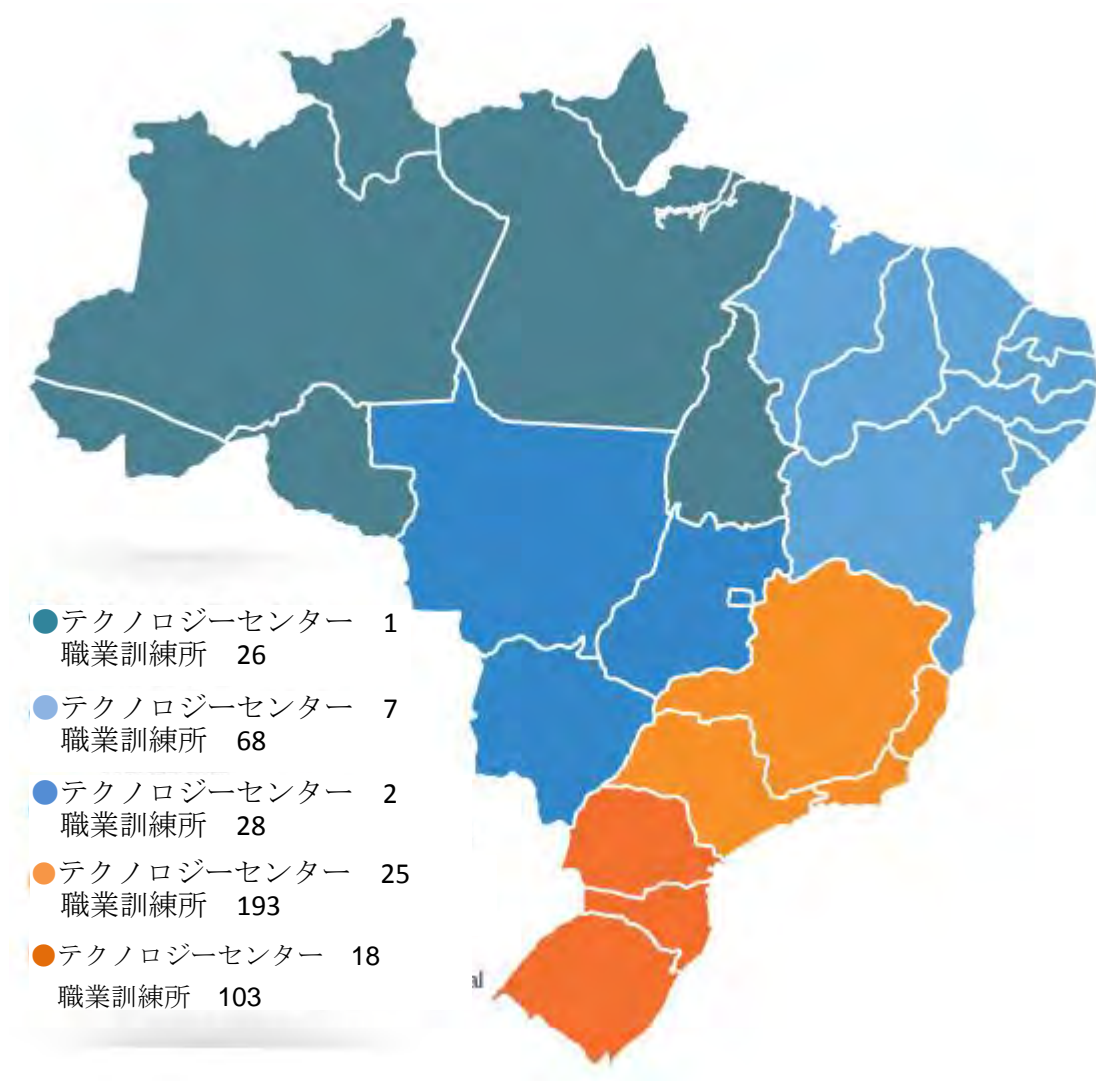 ●テクノロジーセンター　1
職業訓練所　26
●テクノロジーセンター　7
職業訓練所　68
●テクノロジーセンター　2
職業訓練所　28
●テクノロジーセンター　25
職業訓練所　193
●テクノロジーセンター　18
職業訓練所　103
al